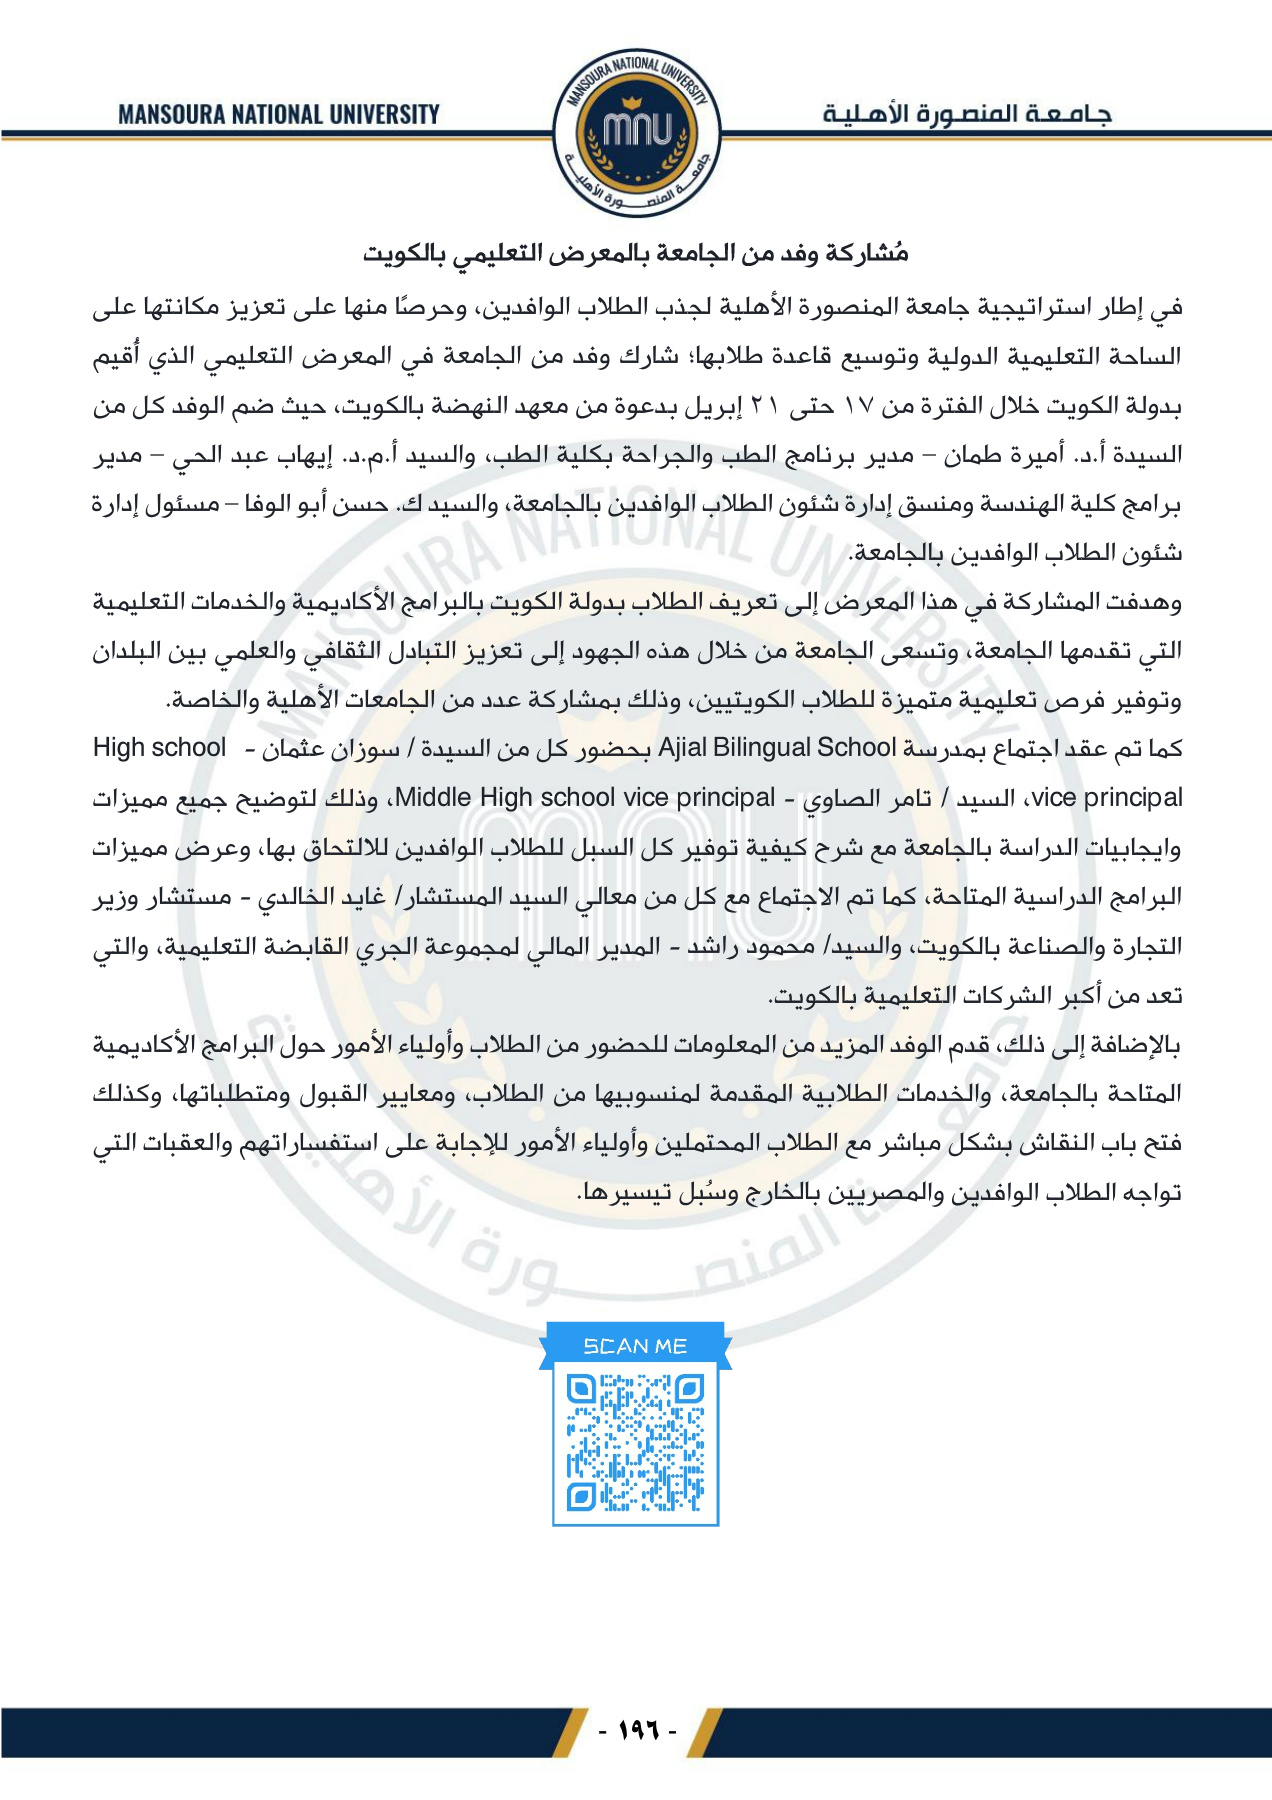 MANSOURA NATIONAL UNIVERSITY
جامعة المنصورة الأهلية
MANSOURA NATIONAL UNIVERSITY
mnu
جامعة المنصورة الأهلية
مُشاركة وفد من الجامعة بالمعرض التعليمي بالكويت
في إطار استراتيجية جامعة المنصورة الأهلية لجذب الطلاب الوافدين، وحرصًا منها على تعزيز مكانتها على
الساحة التعليمية الدولية وتوسيع قاعدة طلابها؛ شارك وفد من الجامعة في المعرض التعليمي الذي أُقيم
بدولة الكويت خلال الفترة من ١٧ حتى ٢١ إبريل بدعوة من معهد النهضة بالكويت، حيث ضم الوفد كل من
السيدة أ.د. أميرة طمان – مدير برنامج الطب والجراحة بكلية الطب، والسيد أ.م.د. إيهاب عبد الحي – مدير
برامج كلية الهندسة ومنسق إدارة شئون الطلاب الوافدين بالجامعة، والسيد ك. حسن أبو الوفا – مسئول إدارة
شئون الطلاب الوافدين بالجامعة.
وهدفت المشاركة في هذا المعرض إلى تعريف الطلاب بدولة الكويت بالبرامج الأكاديمية والخدمات التعليمية
التي تقدمها الجامعة، وتسعى الجامعة من خلال هذه الجهود إلى تعزيز التبادل الثقافي والعلمي بين البلدان
وتوفير فرص تعليمية متميزة للطلاب الكويتيين، وذلك بمشاركة عدد من الجامعات الأهلية والخاصة.
كما تم عقد اجتماع بمدرسة Ajial Bilingual School بحضور كل من السيدة / سوزان عثمان - High school
vice principal، السيد / تامر الصاوي - Middle High school vice principal، وذلك لتوضيح جميع مميزات
وايجابيات الدراسة بالجامعة مع شرح كيفية توفير كل السبل للطلاب الوافدين للالتحاق بها، وعرض مميزات
البرامج الدراسية المتاحة، كما تم الاجتماع مع كل من معالي السيد المستشار/ غايد الخالدي - مستشار وزير
التجارة والصناعة بالكويت، والسيد/ محمود راشد - المدير المالي لمجموعة الجري القابضة التعليمية، والتي
تعد من أكبر الشركات التعليمية بالكويت.
بالإضافة إلى ذلك، قدم الوفد المزيد من المعلومات للحضور من الطلاب وأولياء الأمور حول البرامج الأكاديمية
المتاحة بالجامعة، والخدمات الطلابية المقدمة لمنسوبيها من الطلاب، ومعايير القبول ومتطلباتها، وكذلك
فتح باب النقاش بشكل مباشر مع الطلاب المحتملين وأولياء الأمور للإجابة على استفساراتهم والعقبات التي
تواجه الطلاب الوافدين والمصريين بالخارج وسُبل تيسيرها.
SCAN ME
- ١٩٦ -